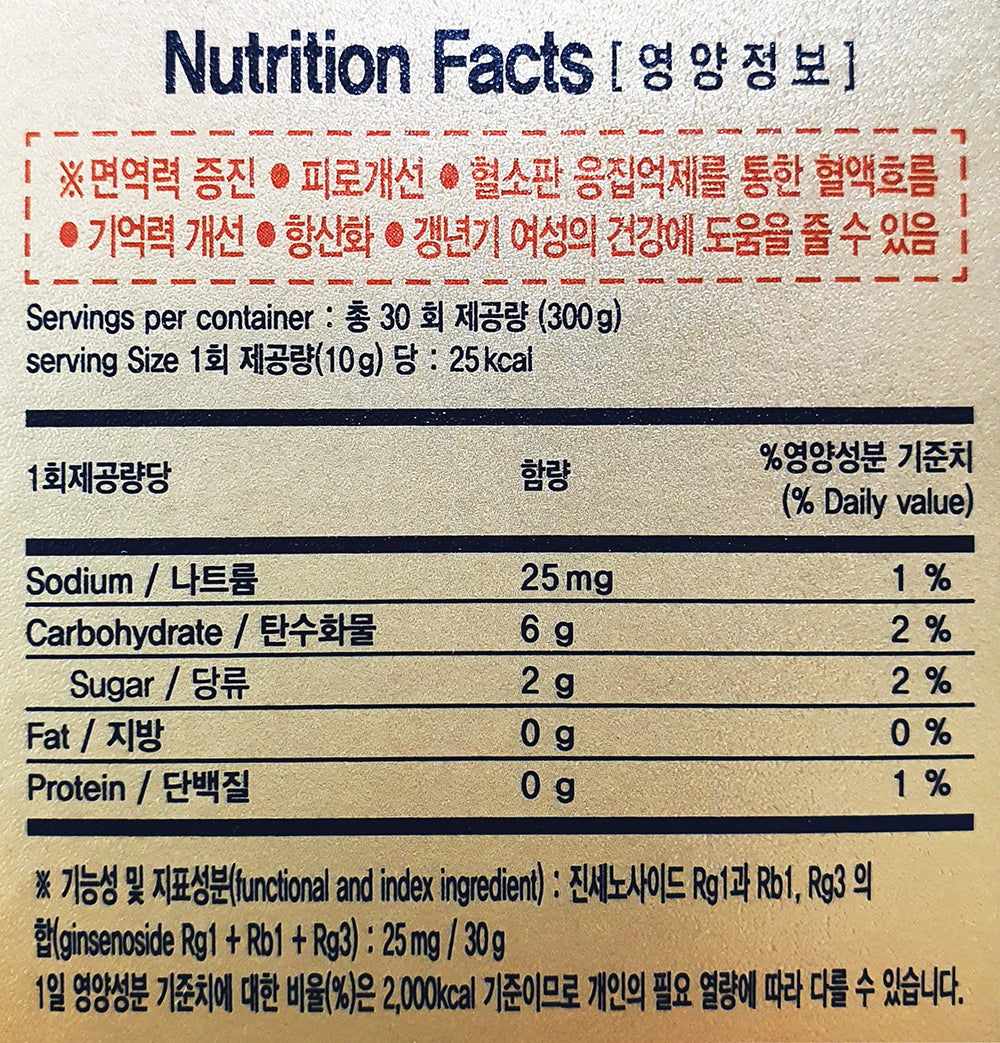 Nutrition Facts [영양정보]
※면역력 증진 ● 피로개선 ● 혈소판 응집억제를 통한 혈액흐름
● 기억력 개선 ● 항산화 ● 갱년기 여성의 건강에 도움을 줄 수 있음
Servings per container : 총 30 회 제공량 (300g)
serving Size 1회 제공량(10g) 당 : 25kcal
1회제공량당 함량 %영양성분 기준치
(% Daily value)
Sodium / 나트륨 25mg 1 %
Carbohydrate / 탄수화물 6 g 2 %
Sugar / 당류 2 g 2 %
Fat / 지방 0 g 0 %
Protein / 단백질 0 g 1 %
※ 기능성 및 지표성분(functional and index ingredient) : 진세노사이드 Rg1과 Rb1, Rg3 의
합(ginsenoside Rg1 + Rb1 + Rg3) : 25mg / 30g
1일 영양성분 기준치에 대한 비율(%)은 2,000kcal 기준이므로 개인의 필요 열량에 따라 다를 수 있습니다.